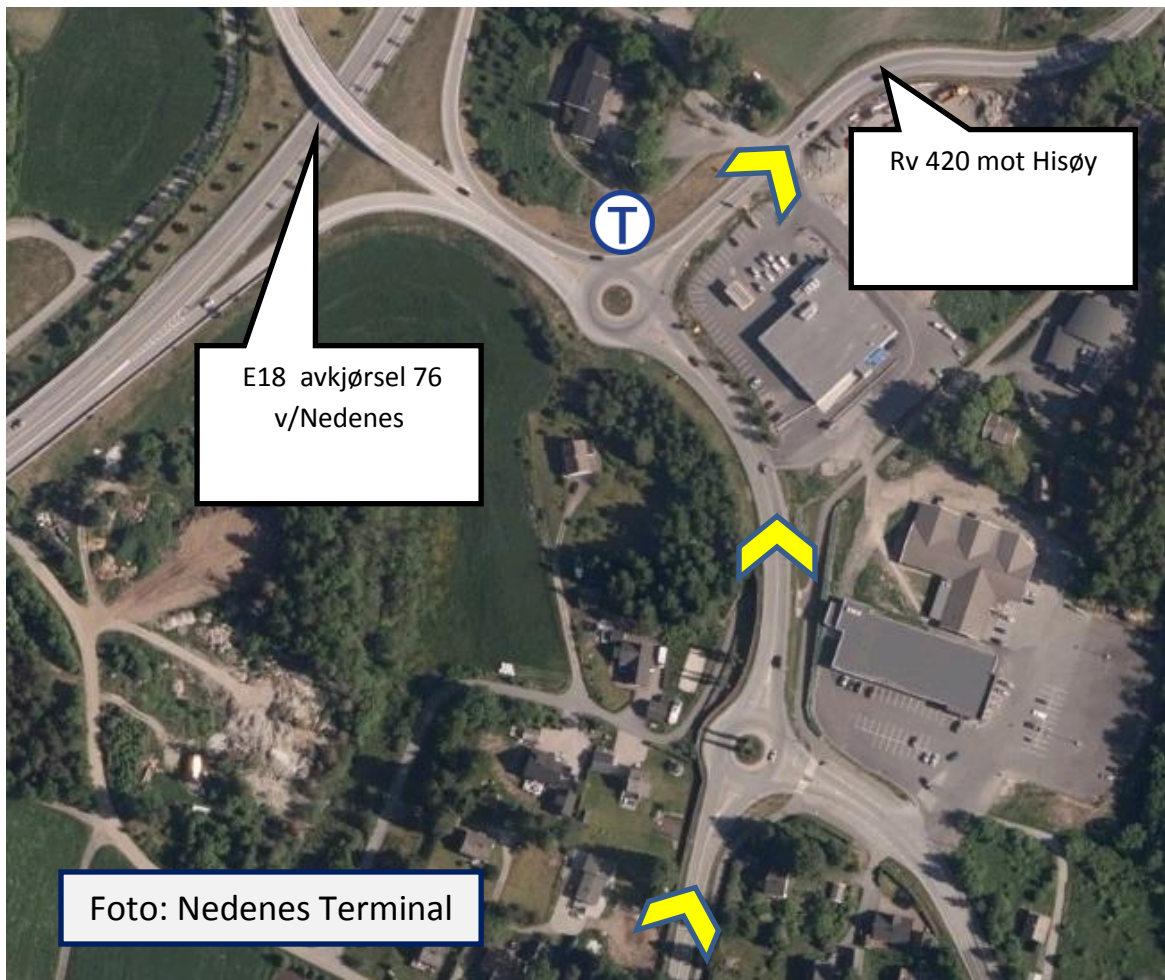 Rv 420 mot Hisøy
T
E18 avkjørsel 76
v/Nedenes
Foto: Nedenes Terminal